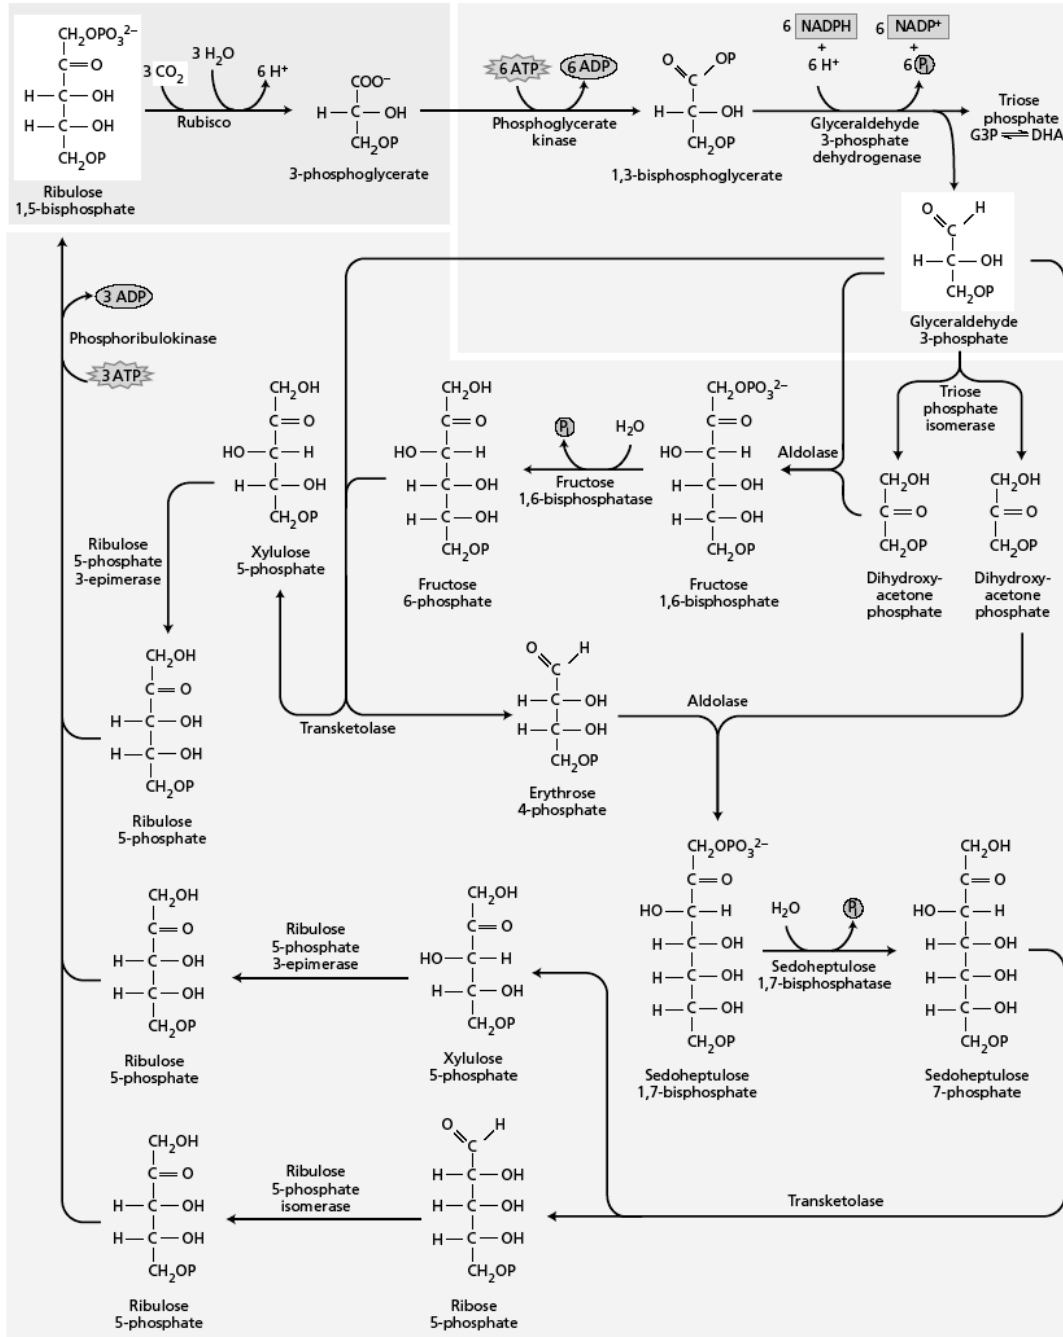 CH2OPO3 2–
C=O
H—C—OH
H—C—OH
CH2OP
Ribulose
1,5-bisphosphate
3 CO2
3 H2O
6 H+
Rubisco
COO–
H—C—OH
CH2OP
3-phosphoglycerate
6 ATP
6 ADP
Phosphoglycerate
kinase
O
OP
C
H—C—OH
CH2OP
1,3-bisphosphoglycerate
6 NADPH
+
6 H+
6 NADP+
+
6 Pi
Glyceraldehyde
3-phosphate
dehydrogenase
Triose
phosphate
G3P ⇌ DHA
O
H
C
H—C—OH
CH2OP
Glyceraldehyde
3-phosphate
3 ADP
Phosphoribulokinase
3 ATP
CH2OH
C=O
HO—C—H
H—C—OH
CH2OP
Xylulose
5-phosphate
CH2OH
C=O
HO—C—H
H—C—OH
H—C—OH
CH2OP
Fructose
6-phosphate
Pi
H2O
Fructose
1,6-bisphosphatase
CH2OPO3 2–
C=O
HO—C—H
H—C—OH
H—C—OH
CH2OP
Fructose
1,6-bisphosphate
Aldolase
Triose
phosphate
isomerase
CH2OH
C=O
CH2OP
Dihydroxy-
acetone
phosphate
CH2OH
C=O
CH2OP
Dihydroxy-
acetone
phosphate
Ribulose
5-phosphate
3-epimerase
CH2OH
C=O
H—C—OH
H—C—OH
CH2OP
Ribulose
5-phosphate
Transketolase
O
H
C
H—C—OH
H—C—OH
CH2OP
Erythrose
4-phosphate
Aldolase
CH2OPO3 2–
C=O
HO—C—H
H—C—OH
H—C—OH
H—C—OH
CH2OP
Sedoheptulose
1,7-bisphosphate
H2O
Pi
Sedoheptulose
1,7-bisphosphatase
CH2OH
C=O
HO—C—H
H—C—OH
H—C—OH
H—C—OH
CH2OP
Sedoheptulose
7-phosphate
CH2OH
C=O
H—C—OH
H—C—OH
CH2OP
Ribulose
5-phosphate
Ribulose
5-phosphate
3-epimerase
CH2OH
C=O
HO—C—H
H—C—OH
CH2OP
Xylulose
5-phosphate
CH2OH
C=O
H—C—OH
H—C—OH
CH2OP
Ribulose
5-phosphate
Ribulose
5-phosphate
isomerase
O
H
C
H—C—OH
H—C—OH
H—C—OH
CH2OP
Ribose
5-phosphate
Transketolase